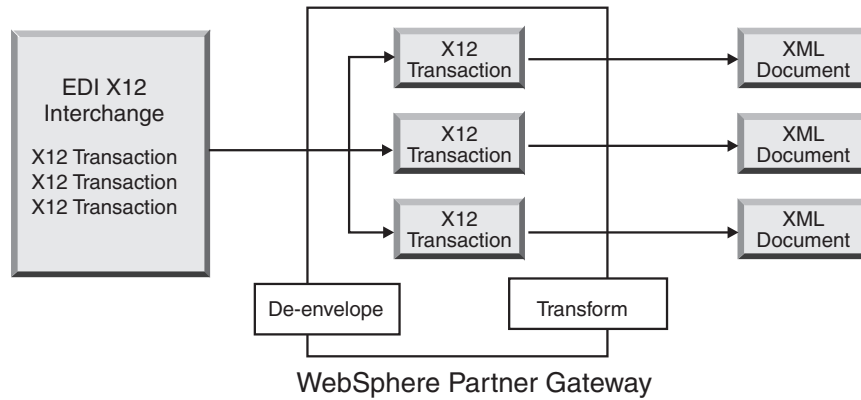 EDI X12
Interchange
X12 Transaction
X12 Transaction
X12 Transaction
X12
Transaction
XML
Document
X12
Transaction
XML
Document
X12
Transaction
XML
Document
De-envelope
Transform
WebSphere Partner Gateway